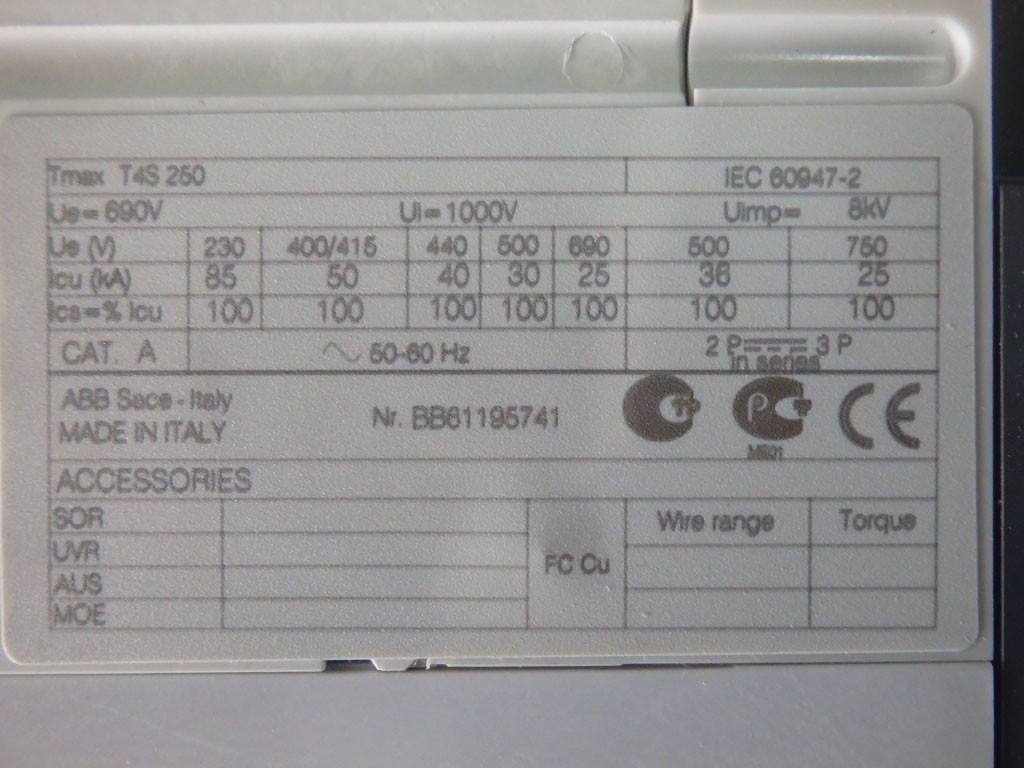 Tmax T4S 250 IEC 60947-2
Ue= 690V Ui= 1000V Uimp= 8kV
Ue (V) 230 400/415 440 500 690 500 750
Icu (kA) 85 50 40 30 25 36 25
Ics=% Icu 100 100 100 100 100 100 100
CAT. A 50-60 Hz 2 P 3 P
in series
ABB Sace - Italy
MADE IN ITALY
Nr. BB61195741
CE
ACCESSORIES
SOR
UVR
AUS
MOE
FC Cu
Wire range Torque